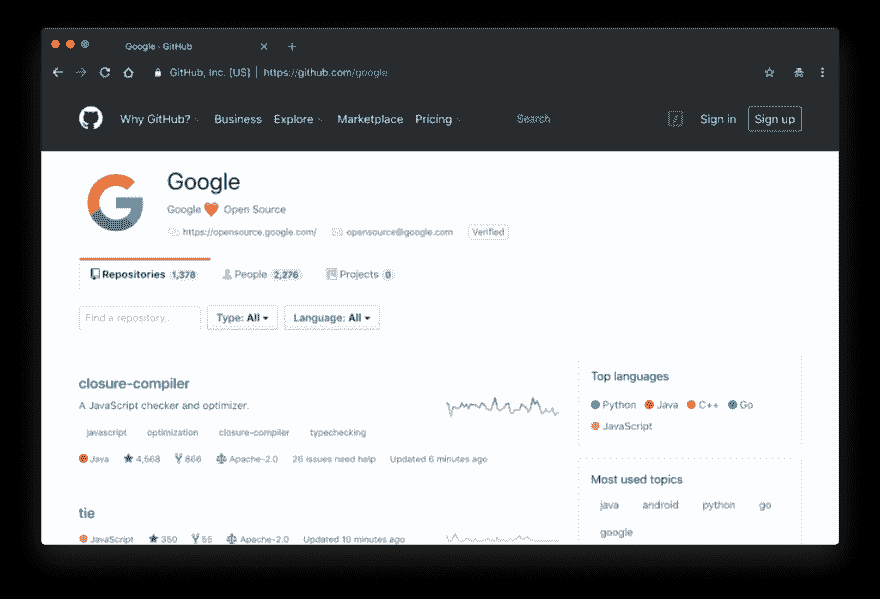 Google · GitHub
GitHub, Inc. [US] | https://github.com/google
Why GitHub? Business Explore Marketplace Pricing Search / Sign in Sign up
Google
Google Open Source
https://opensource.google.com/ opensource@google.com Verified
Repositories 1,378 People 2,276 Projects 0
Find a repository… Type: All Language: All
closure-compiler
A JavaScript checker and optimizer.
javascript optimization closure-compiler typechecking
Java 4,568 866 Apache-2.0 26 issues need help Updated 6 minutes ago
tie
JavaScript 350 55 Apache-2.0 Updated 10 minutes ago
Top languages
Python Java C++ Go
JavaScript
Most used topics
java android python go
google